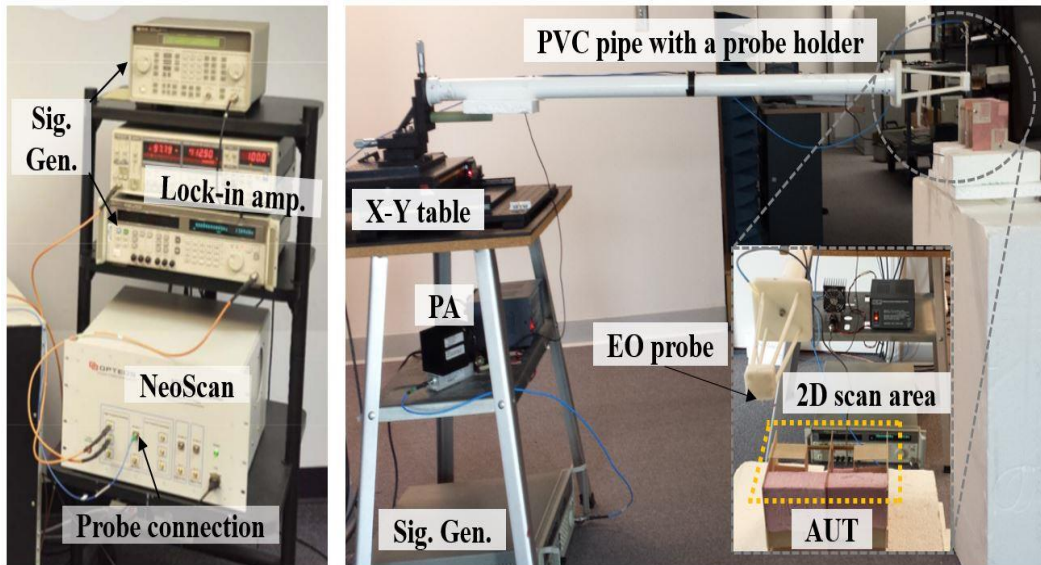 Sig.
Gen.
Lock-in amp.
NeoScan
OPTEOS
Probe connection
PVC pipe with a probe holder
X-Y table
PA
EO probe
2D scan area
Sig. Gen.
AUT